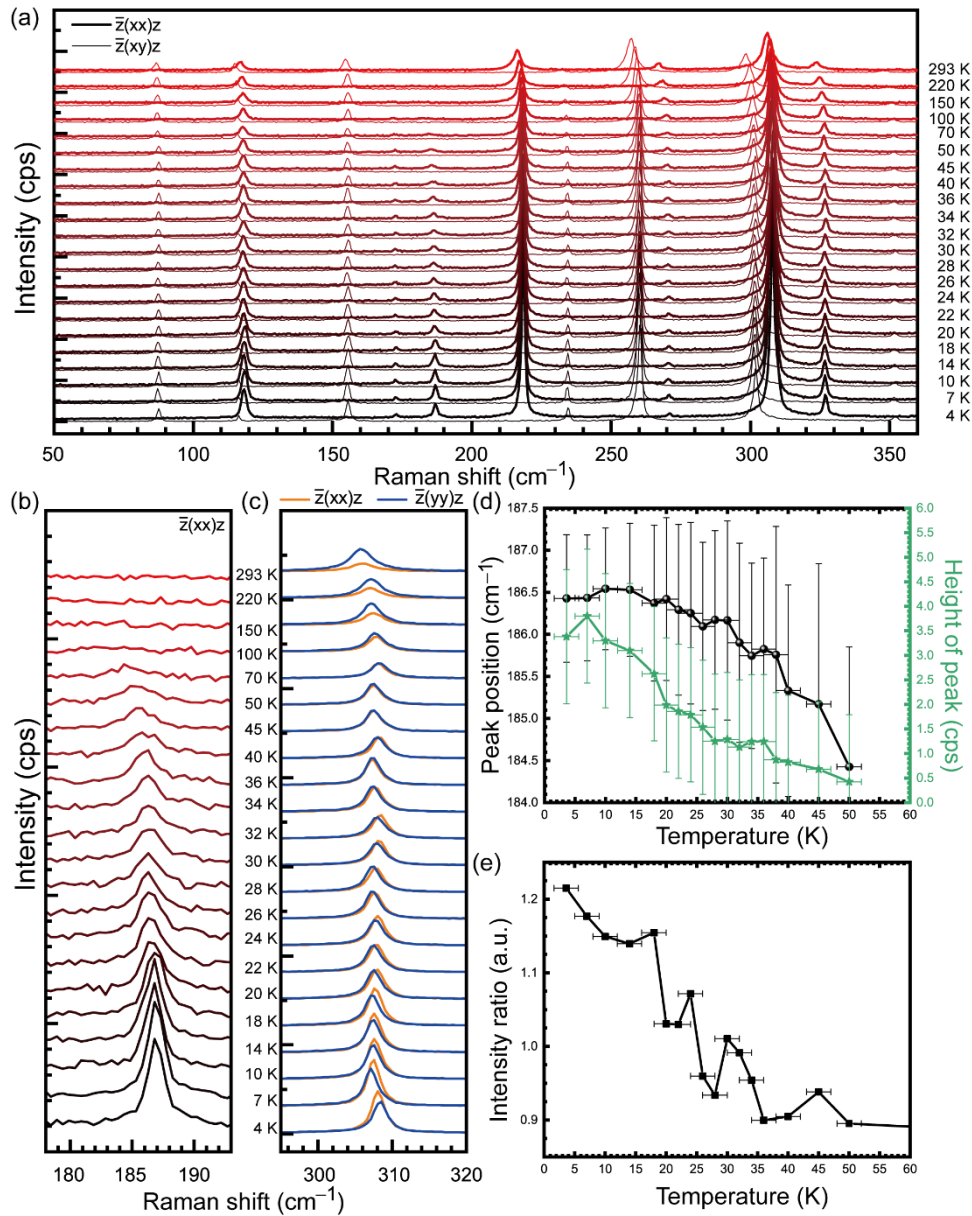 (a)
z̄(xx)z
z̄(xy)z
Intensity (cps)
293 K
220 K
150 K
100 K
70 K
50 K
45 K
40 K
36 K
34 K
32 K
30 K
28 K
26 K
24 K
22 K
20 K
18 K
14 K
10 K
7 K
4 K
50 100 150 200 250 300 350
Raman shift (cm⁻¹)
(b)
z̄(xx)z
Intensity (cps)
180 185 190
(c)
z̄(xx)z z̄(yy)z
293 K
220 K
150 K
100 K
70 K
50 K
45 K
40 K
36 K
34 K
32 K
30 K
28 K
26 K
24 K
22 K
20 K
18 K
14 K
10 K
7 K
4 K
300 310 320
Raman shift (cm⁻¹)
(d)
187.5
187.0
186.5
186.0
185.5
185.0
184.5
184.0
Peak position (cm⁻¹)
6.0
5.5
5.0
4.5
4.0
3.5
3.0
2.5
2.0
1.5
1.0
0.5
0.0
Height of peak (cps)
0 5 10 15 20 25 30 35 40 45 50 55 60
Temperature (K)
(e)
1.2
1.1
1.0
0.9
Intensity ratio (a.u.)
0 5 10 15 20 25 30 35 40 45 50 55 60
Temperature (K)